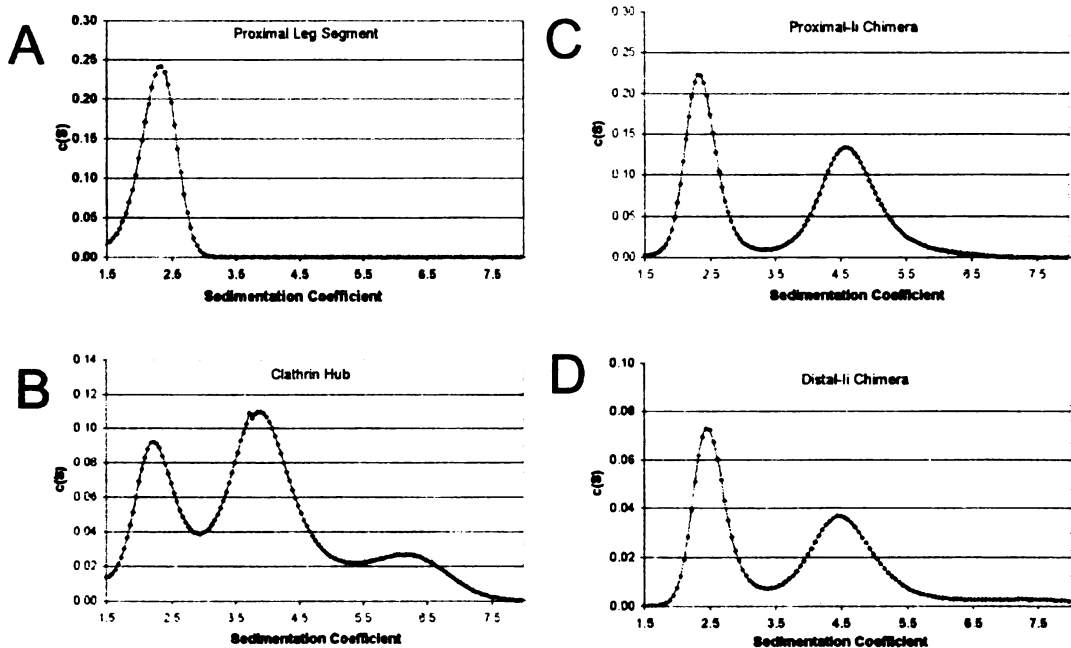 A
Proximal Leg Segment
0.30
0.25
0.20
0.15
0.10
0.05
0.00
c(S)
1.5 2.5 3.5 4.5 5.5 6.5 7.5
Sedimentation Coefficient
B
Clathrin Hub
0.14
0.12
0.10
0.08
0.06
0.04
0.02
0.00
c(S)
1.5 2.5 3.5 4.5 5.5 6.5 7.5
Sedimentation Coefficient
C
Proximal-Ii Chimera
0.30
0.25
0.20
0.15
0.10
0.05
0.00
c(S)
1.5 2.5 3.5 4.5 5.5 6.5 7.5
Sedimentation Coefficient
D
Distal-Ii Chimera
0.10
0.08
0.06
0.04
0.02
0.00
c(S)
1.5 2.5 3.5 4.5 5.5 6.5 7.5
Sedimentation Coefficient